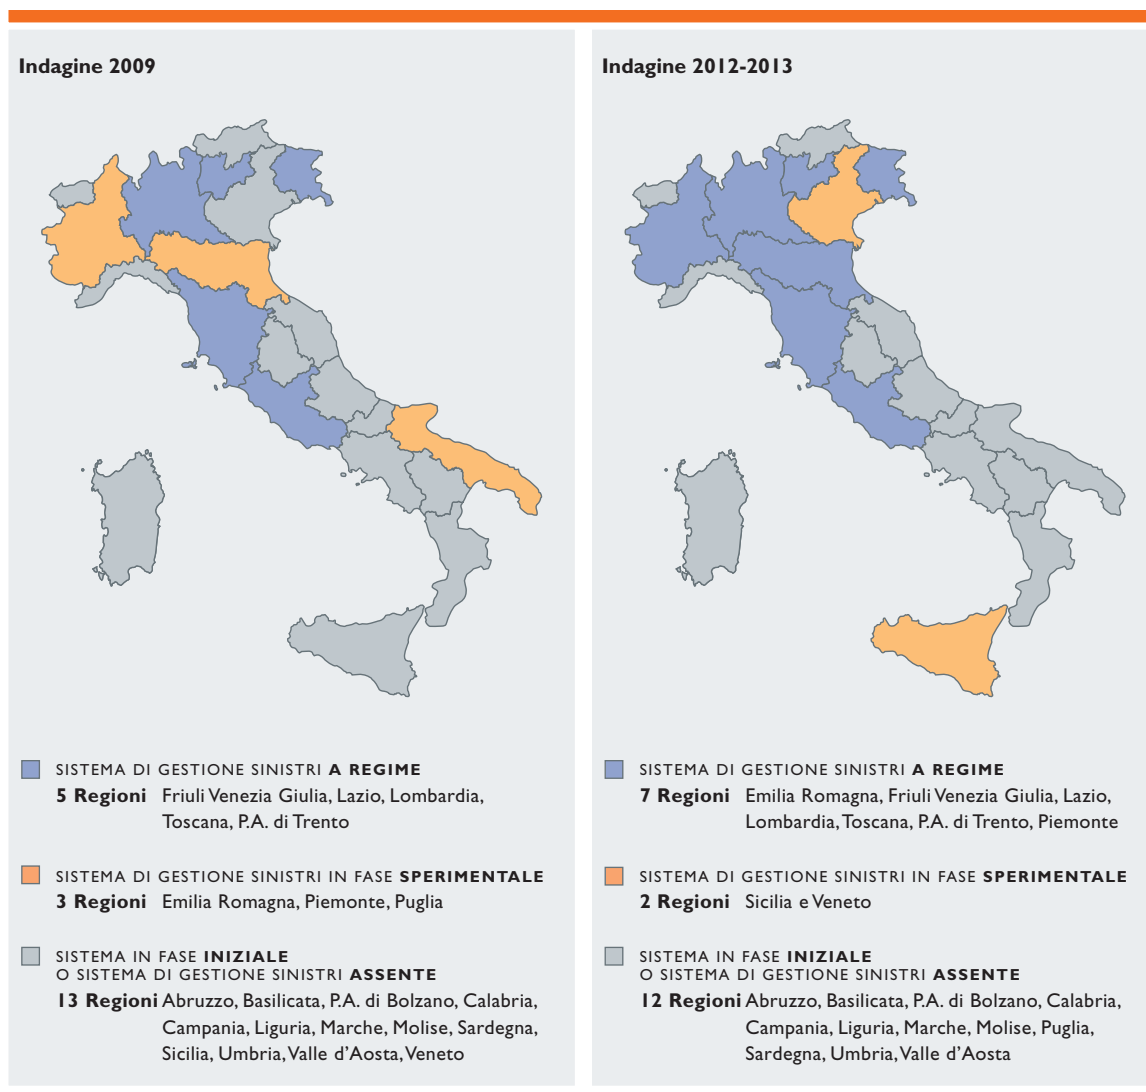 Indagine 2009
SISTEMA DI GESTIONE SINISTRI A REGIME
5 Regioni Friuli Venezia Giulia, Lazio, Lombardia,
Toscana, P.A. di Trento
SISTEMA DI GESTIONE SINISTRI IN FASE SPERIMENTALE
3 Regioni Emilia Romagna, Piemonte, Puglia
SISTEMA IN FASE INIZIALE
O SISTEMA DI GESTIONE SINISTRI ASSENTE
13 Regioni Abruzzo, Basilicata, P.A. di Bolzano, Calabria,
Campania, Liguria, Marche, Molise, Sardegna,
Sicilia, Umbria, Valle d'Aosta, Veneto
Indagine 2012-2013
SISTEMA DI GESTIONE SINISTRI A REGIME
7 Regioni Emilia Romagna, Friuli Venezia Giulia, Lazio,
Lombardia, Toscana, P.A. di Trento, Piemonte
SISTEMA DI GESTIONE SINISTRI IN FASE SPERIMENTALE
2 Regioni Sicilia e Veneto
SISTEMA IN FASE INIZIALE
O SISTEMA DI GESTIONE SINISTRI ASSENTE
12 Regioni Abruzzo, Basilicata, P.A. di Bolzano, Calabria,
Campania, Liguria, Marche, Molise, Puglia,
Sardegna, Umbria, Valle d'Aosta